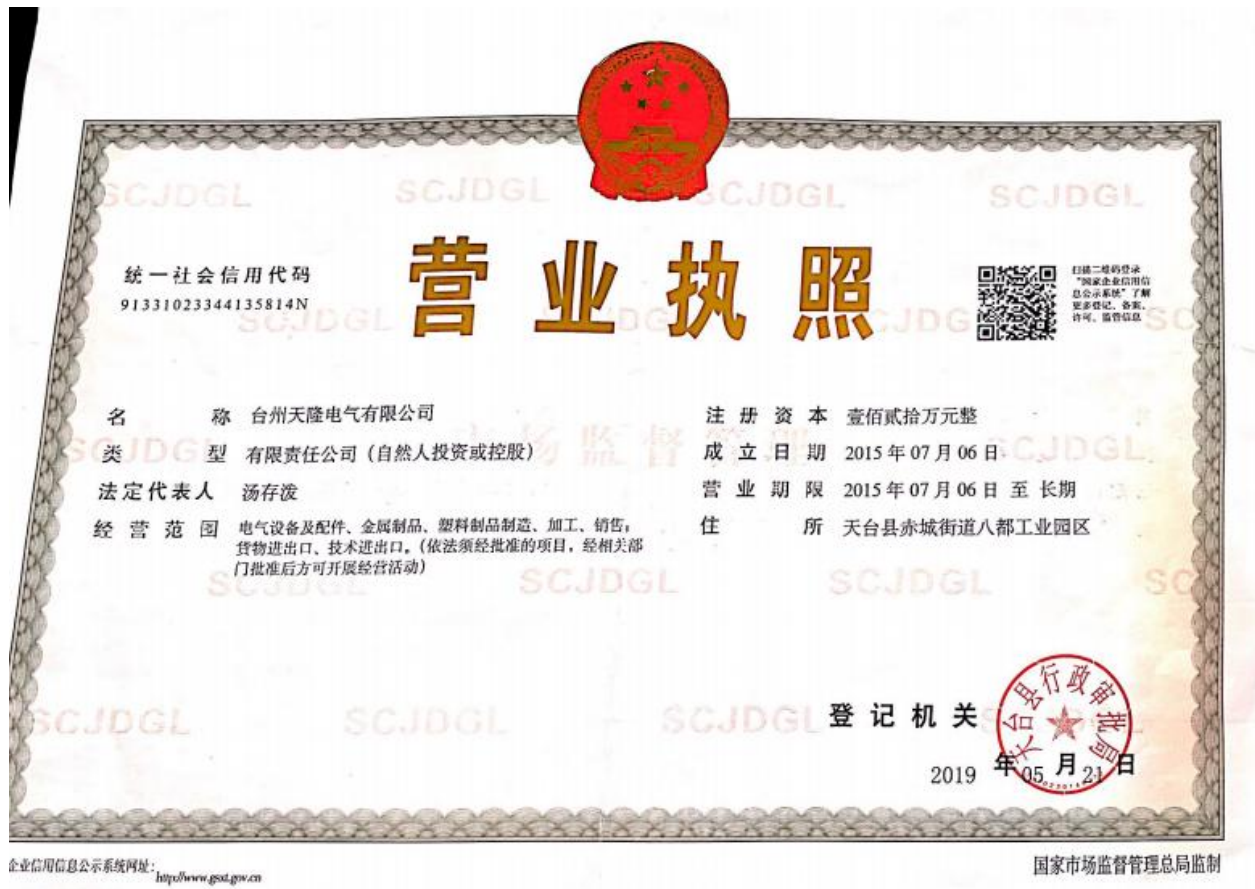 营业执照
统一社会信用代码
91331023344135814N
扫描二维码登录
"国家企业信用信
息公示系统"了解
更多登记、备案、
许可、监管信息
名 称 台州天隆电气有限公司
类 型 有限责任公司（自然人投资或控股）
法定代表人 汤存泼
经营范围 电气设备及配件、金属制品、塑料制品制造、加工、销售；
货物进出口、技术进出口。（依法须经批准的项目，经相关部
门批准后方可开展经营活动）
注册资本 壹佰贰拾万元整
成立日期 2015年07月06日
营业期限 2015年07月06日 至 长期
住 所 天台县赤城街道八都工业园区
登记机关
天台县行政审批局
2019 年 05 月 21 日
企业信用信息公示系统网址：
http://www.gsxt.gov.cn
国家市场监督管理总局监制
SCJDGL
市场监督管理